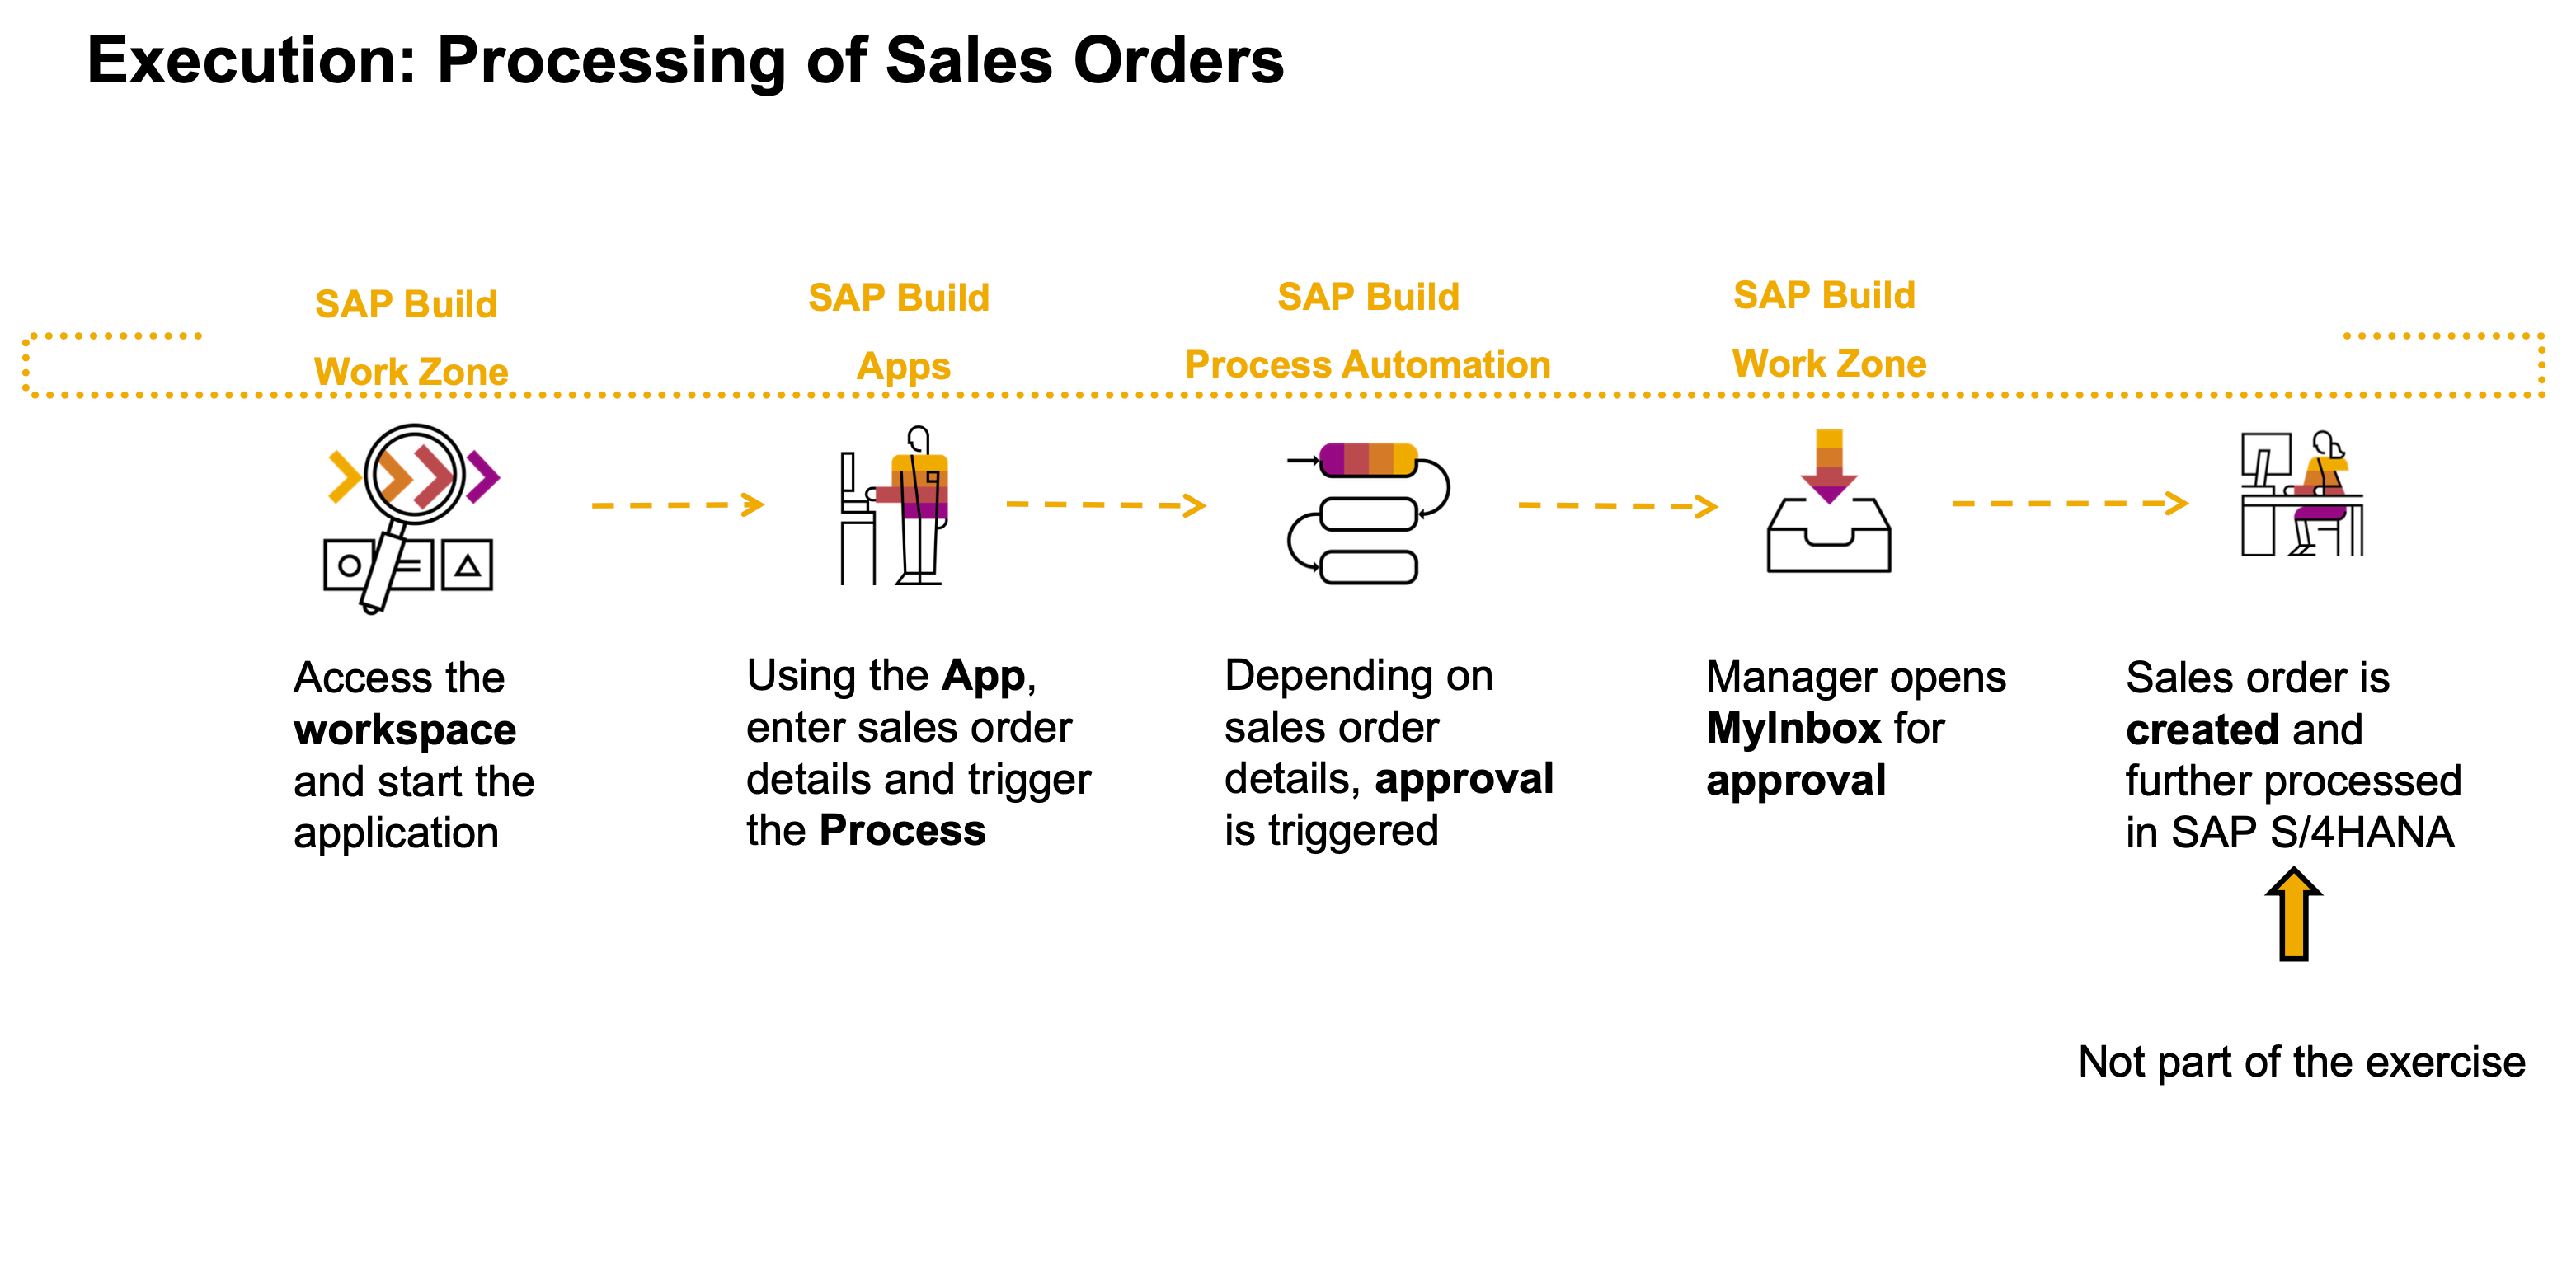 Execution: Processing of Sales Orders
SAP Build
Work Zone
SAP Build
Apps
SAP Build
Process Automation
SAP Build
Work Zone
Access the
workspace
and start the
application
Using the App,
enter sales order
details and trigger
the Process
Depending on
sales order
details, approval
is triggered
Manager opens
MyInbox for
approval
Sales order is
created and
further processed
in SAP S/4HANA
Not part of the exercise